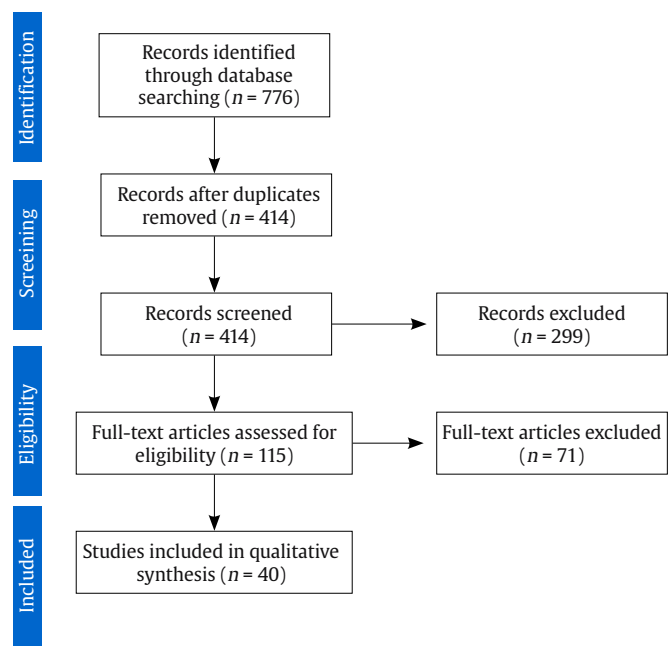 Identification
Records identified
through database
searching (n = 776)
Records after duplicates
removed (n = 414)
Screeining
Records screened
(n = 414)
Records excluded
(n = 299)
Eligibility
Full-text articles assessed for
eligibility (n = 115)
Full-text articles excluded
(n = 71)
Included
Studies included in qualitative
synthesis (n = 40)